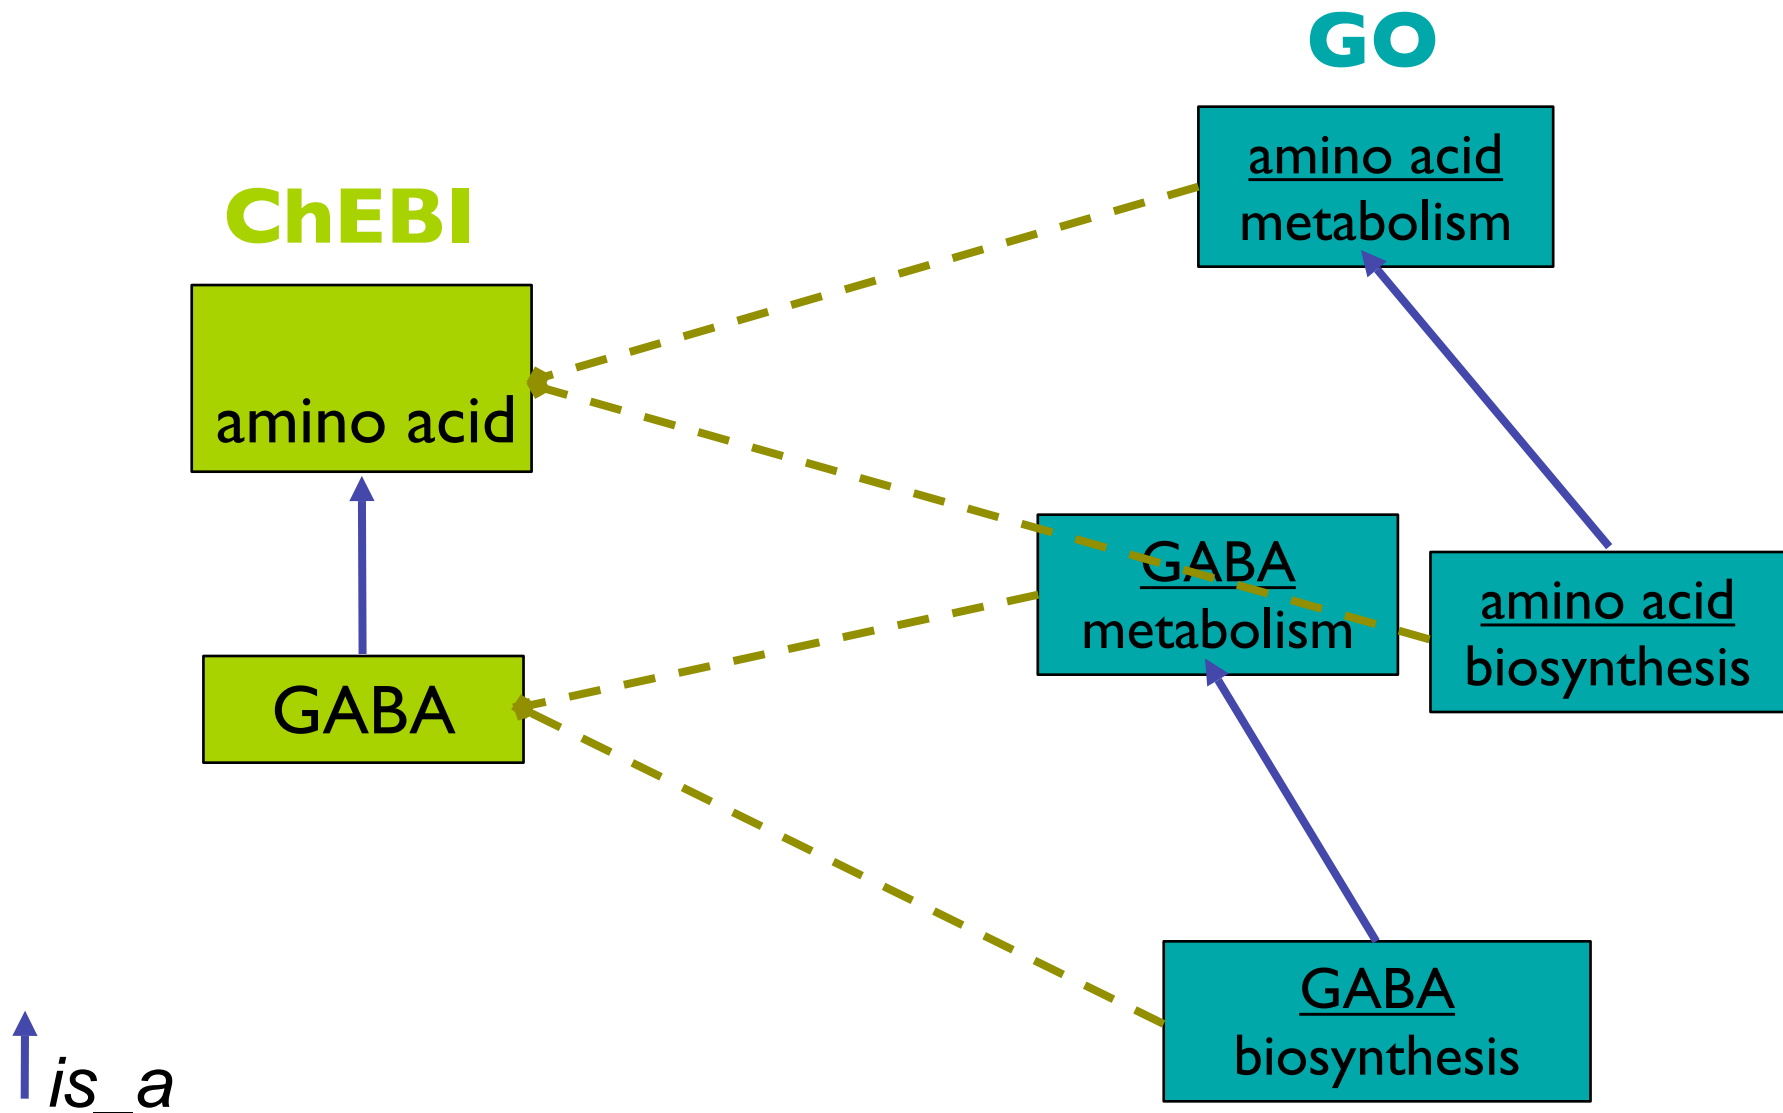 GO
amino acid
metabolism
ChEBI
amino acid
GABA
metabolism
amino acid
biosynthesis
GABA
GABA
biosynthesis
is_a